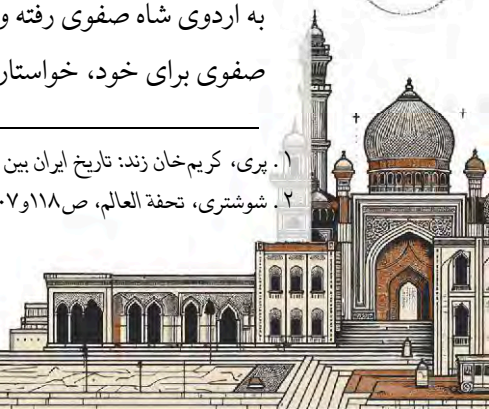 به اردوی شاه صفوی رفته و
صفوی برای خود، خواستار
۱. پری، کریم‌خان زند: تاریخ ایران بین
۲. شوشتری، تحفة العالم، ص۱۱۸و